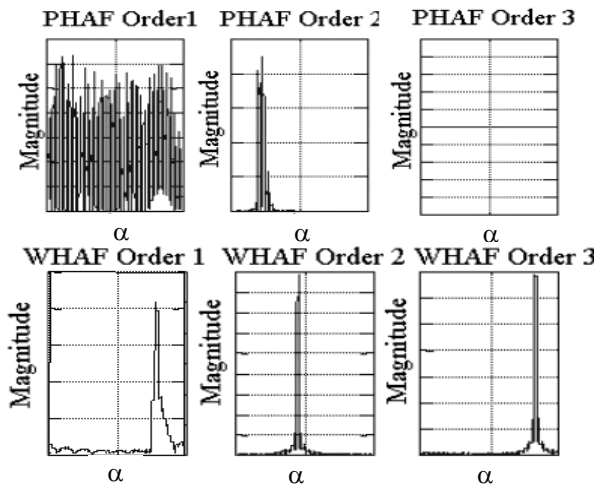 PHAF Order1
PHAF Order 2
PHAF Order 3
Magnitude
Magnitude
Magnitude
α
α
α
WHAF Order 1
WHAF Order 2
WHAF Order 3
Magnitude
Magnitude
Magnitude
α
α
α